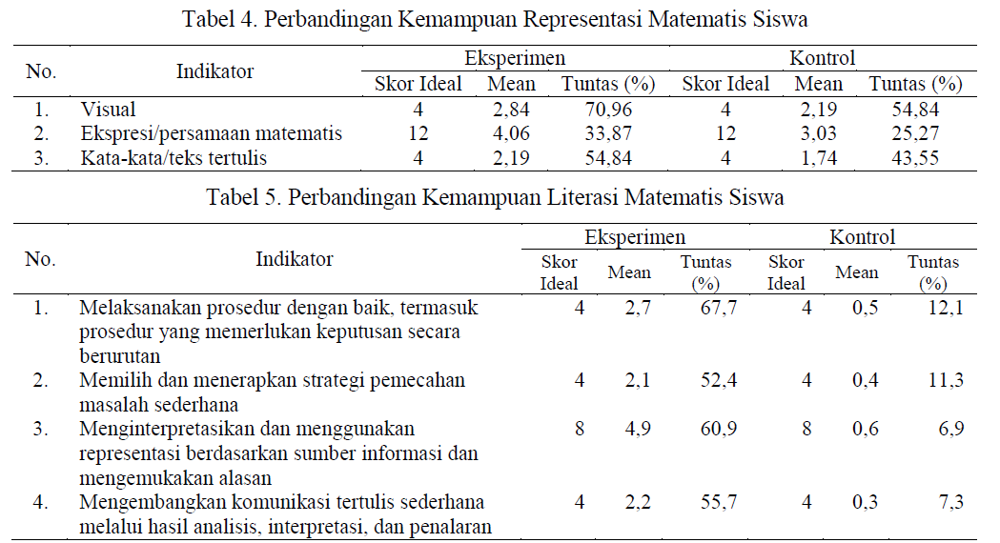 Tabel 4. Perbandingan Kemampuan Representasi Matematis Siswa
No. Indikator Eksperimen Kontrol
Skor Ideal Mean Tuntas (%) Skor Ideal Mean Tuntas (%)
1. Visual 4 2,84 70,96 4 2,19 54,84
2. Ekspresi/persamaan matematis 12 4,06 33,87 12 3,03 25,27
3. Kata-kata/teks tertulis 4 2,19 54,84 4 1,74 43,55
Tabel 5. Perbandingan Kemampuan Literasi Matematis Siswa
No. Indikator Eksperimen Kontrol
Skor Ideal Mean Tuntas (%) Skor Ideal Mean Tuntas (%)
1. Melaksanakan prosedur dengan baik, termasuk 4 2,7 67,7 4 0,5 12,1
prosedur yang memerlukan keputusan secara
berurutan
2. Memilih dan menerapkan strategi pemecahan 4 2,1 52,4 4 0,4 11,3
masalah sederhana
3. Menginterpretasikan dan menggunakan 8 4,9 60,9 8 0,6 6,9
representasi berdasarkan sumber informasi dan
mengemukakan alasan
4. Mengembangkan komunikasi tertulis sederhana 4 2,2 55,7 4 0,3 7,3
melalui hasil analisis, interpretasi, dan penalaran